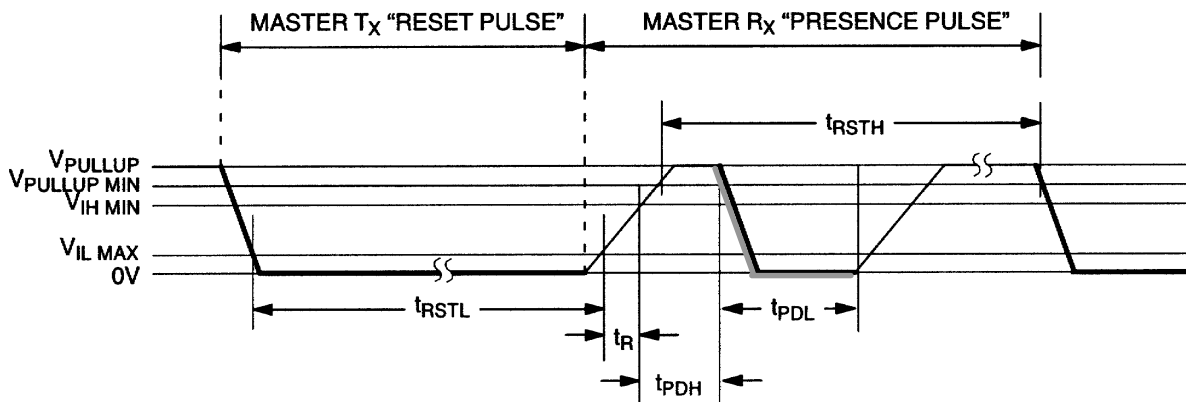 MASTER TX “RESET PULSE” MASTER RX “PRESENCE PULSE”
tRSTH
VPULLUP
VPULLUP MIN
VIH MIN
VIL MAX
0V
tRSTL
tPDL
tR
tPDH